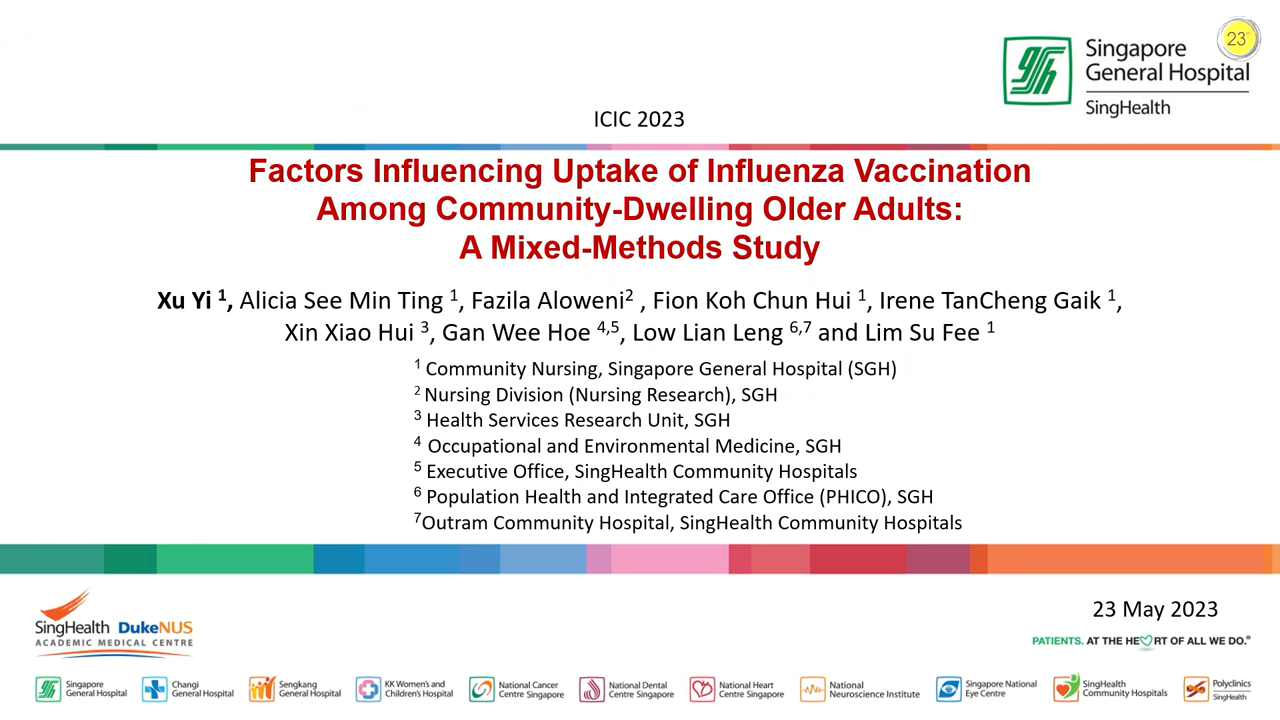 23
Singapore
General Hospital
SingHealth
ICIC 2023
Factors Influencing Uptake of Influenza Vaccination
Among Community-Dwelling Older Adults:
A Mixed-Methods Study
Xu Yi ¹, Alicia See Min Ting ¹, Fazila Aloweni² , Fion Koh Chun Hui ¹, Irene TanCheng Gaik ¹,
Xin Xiao Hui ³, Gan Wee Hoe ⁴,⁵, Low Lian Leng ⁶,⁷ and Lim Su Fee ¹
¹ Community Nursing, Singapore General Hospital (SGH)
² Nursing Division (Nursing Research), SGH
³ Health Services Research Unit, SGH
⁴ Occupational and Environmental Medicine, SGH
⁵ Executive Office, SingHealth Community Hospitals
⁶ Population Health and Integrated Care Office (PHICO), SGH
⁷Outram Community Hospital, SingHealth Community Hospitals
SingHealth DukeNUS
ACADEMIC MEDICAL CENTRE
23 May 2023
PATIENTS. AT THE HE♥RT OF ALL WE DO.®
Singapore
General Hospital
Changi
General Hospital
Sengkang
General Hospital
KK Women's and
Children's Hospital
National Cancer
Centre Singapore
National Dental
Centre Singapore
National Heart
Centre Singapore
National
Neuroscience Institute
Singapore National
Eye Centre
SingHealth
Community Hospitals
Polyclinics
SingHealth